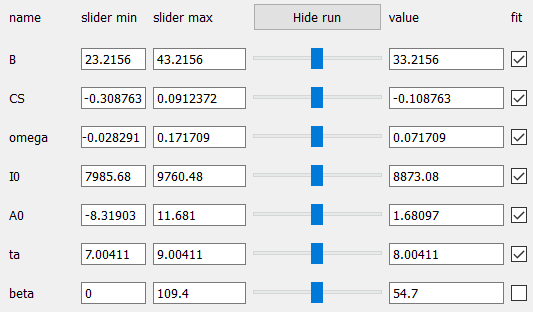 name slider min slider max Hide run value fit
B 23.2156 43.2156 33.2156
CS -0.308763 0.0912372 -0.108763
omega -0.028291 0.171709 0.071709
I0 7985.68 9760.48 8873.08
A0 -8.31903 11.681 1.68097
ta 7.00411 9.00411 8.00411
beta 0 109.4 54.7